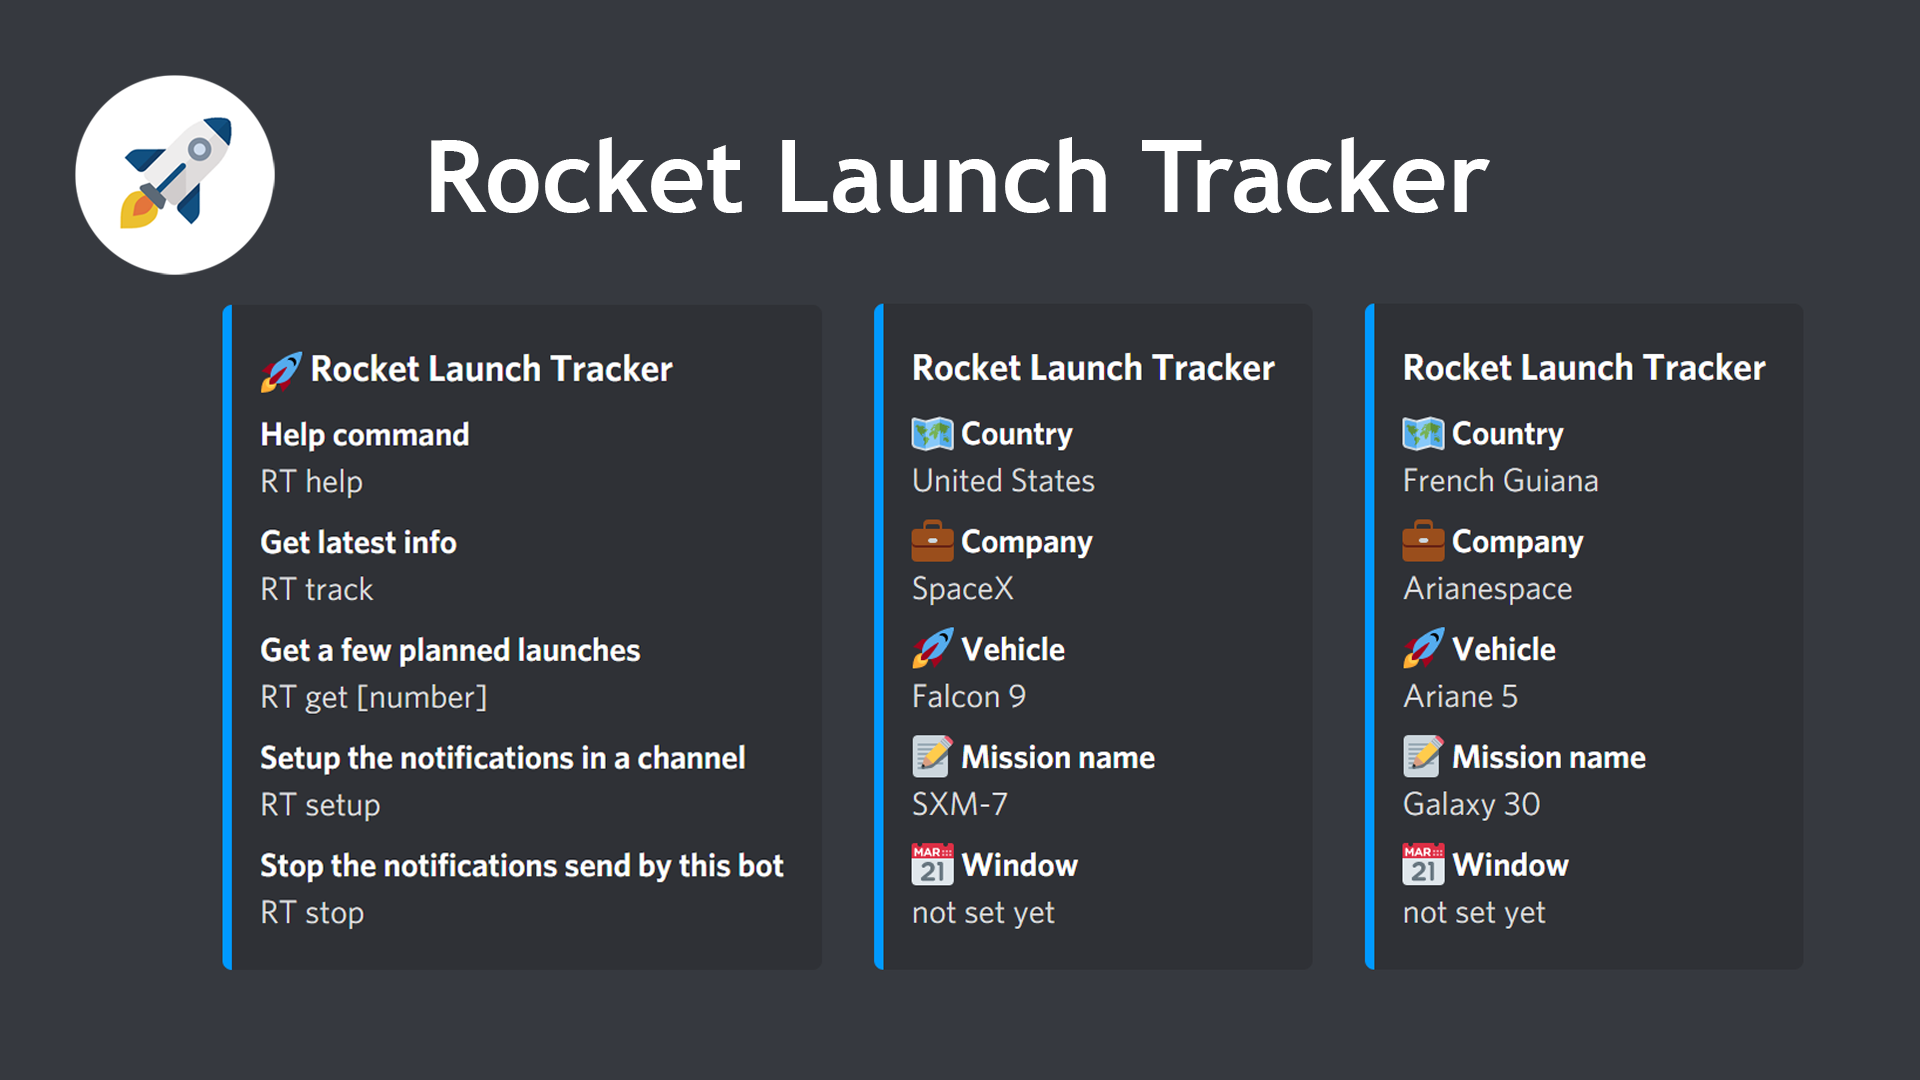 Rocket Launch Tracker
🚀 Rocket Launch Tracker
Help command
RT help
Get latest info
RT track
Get a few planned launches
RT get [number]
Setup the notifications in a channel
RT setup
Stop the notifications send by this bot
RT stop
Rocket Launch Tracker
🗺️ Country
United States
💼 Company
SpaceX
🚀 Vehicle
Falcon 9
📝 Mission name
SXM-7
MAR 21 Window
not set yet
Rocket Launch Tracker
🗺️ Country
French Guiana
💼 Company
Arianespace
🚀 Vehicle
Ariane 5
📝 Mission name
Galaxy 30
MAR 21 Window
not set yet